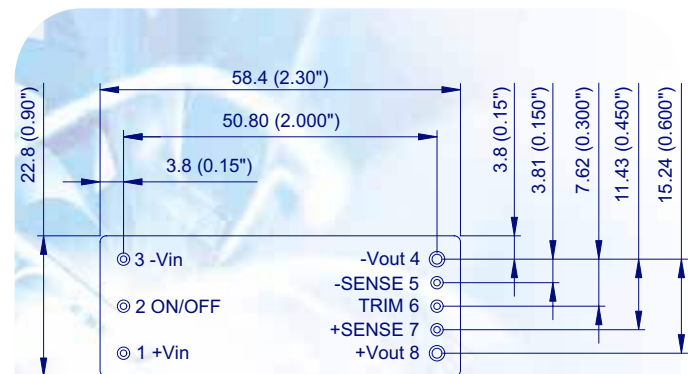 58.4 (2.30")
50.80 (2.000")
3.8 (0.15")
22.8 (0.90")
3.8 (0.15")
3.81 (0.150")
7.62 (0.300")
11.43 (0.450")
15.24 (0.600")
3 -Vin
2 ON/OFF
1 +Vin
-Vout 4
-SENSE 5
TRIM 6
+SENSE 7
+Vout 8